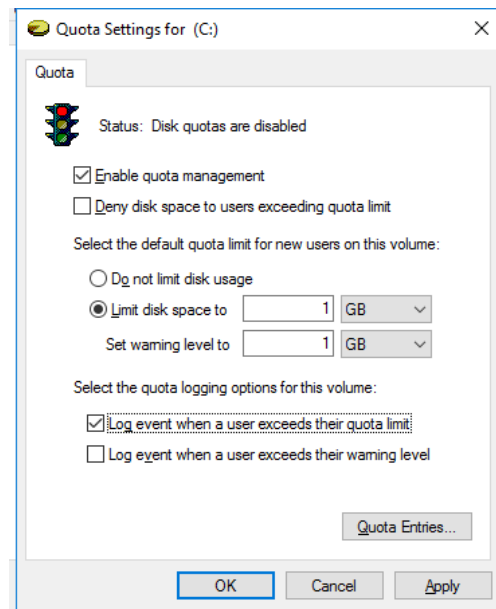 Quota Settings for (C:)
Quota
Status: Disk quotas are disabled
Enable quota management
Deny disk space to users exceeding quota limit
Select the default quota limit for new users on this volume:
Do not limit disk usage
Limit disk space to 1 GB
Set warning level to 1 GB
Select the quota logging options for this volume:
Log event when a user exceeds their quota limit
Log event when a user exceeds their warning level
Quota Entries...
OK Cancel Apply